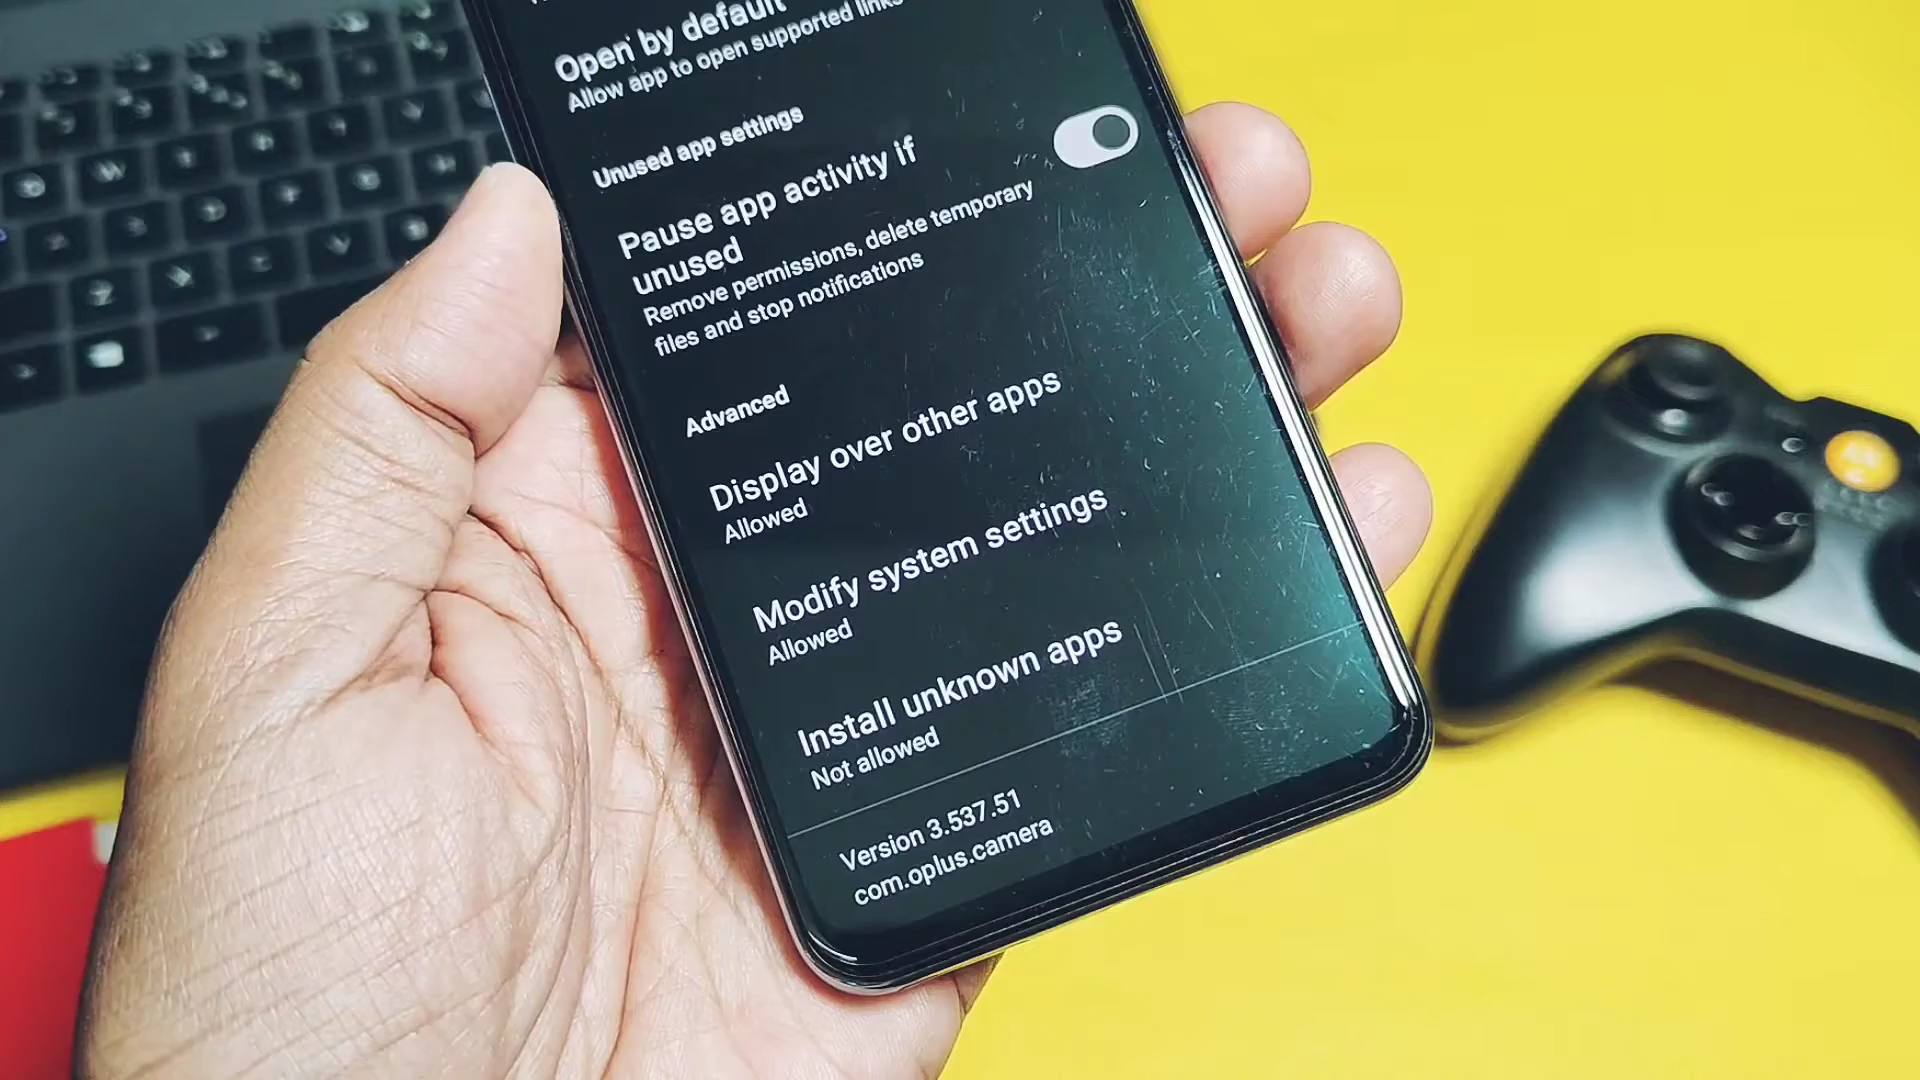 Open by default
Allow app to open supported links
Unused app settings
Pause app activity if
unused
Remove permissions, delete temporary
files and stop notifications
Advanced
Display over other apps
Allowed
Modify system settings
Allowed
Install unknown apps
Not allowed
Version 3.537.51
com.oplus.camera